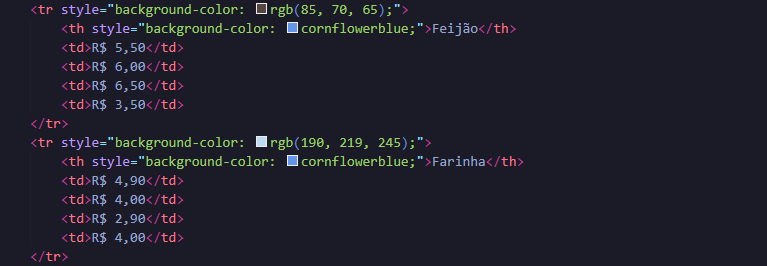 <tr style="background-color: rgb(85, 70, 65);">
<th style="background-color: cornflowerblue;">Feijão</th>
<td>R$ 5,50</td>
<td>R$ 6,00</td>
<td>R$ 6,50</td>
<td>R$ 3,50</td>
</tr>
<tr style="background-color: rgb(190, 219, 245);">
<th style="background-color: cornflowerblue;">Farinha</th>
<td>R$ 4,90</td>
<td>R$ 4,00</td>
<td>R$ 2,90</td>
<td>R$ 4,00</td>
</tr>